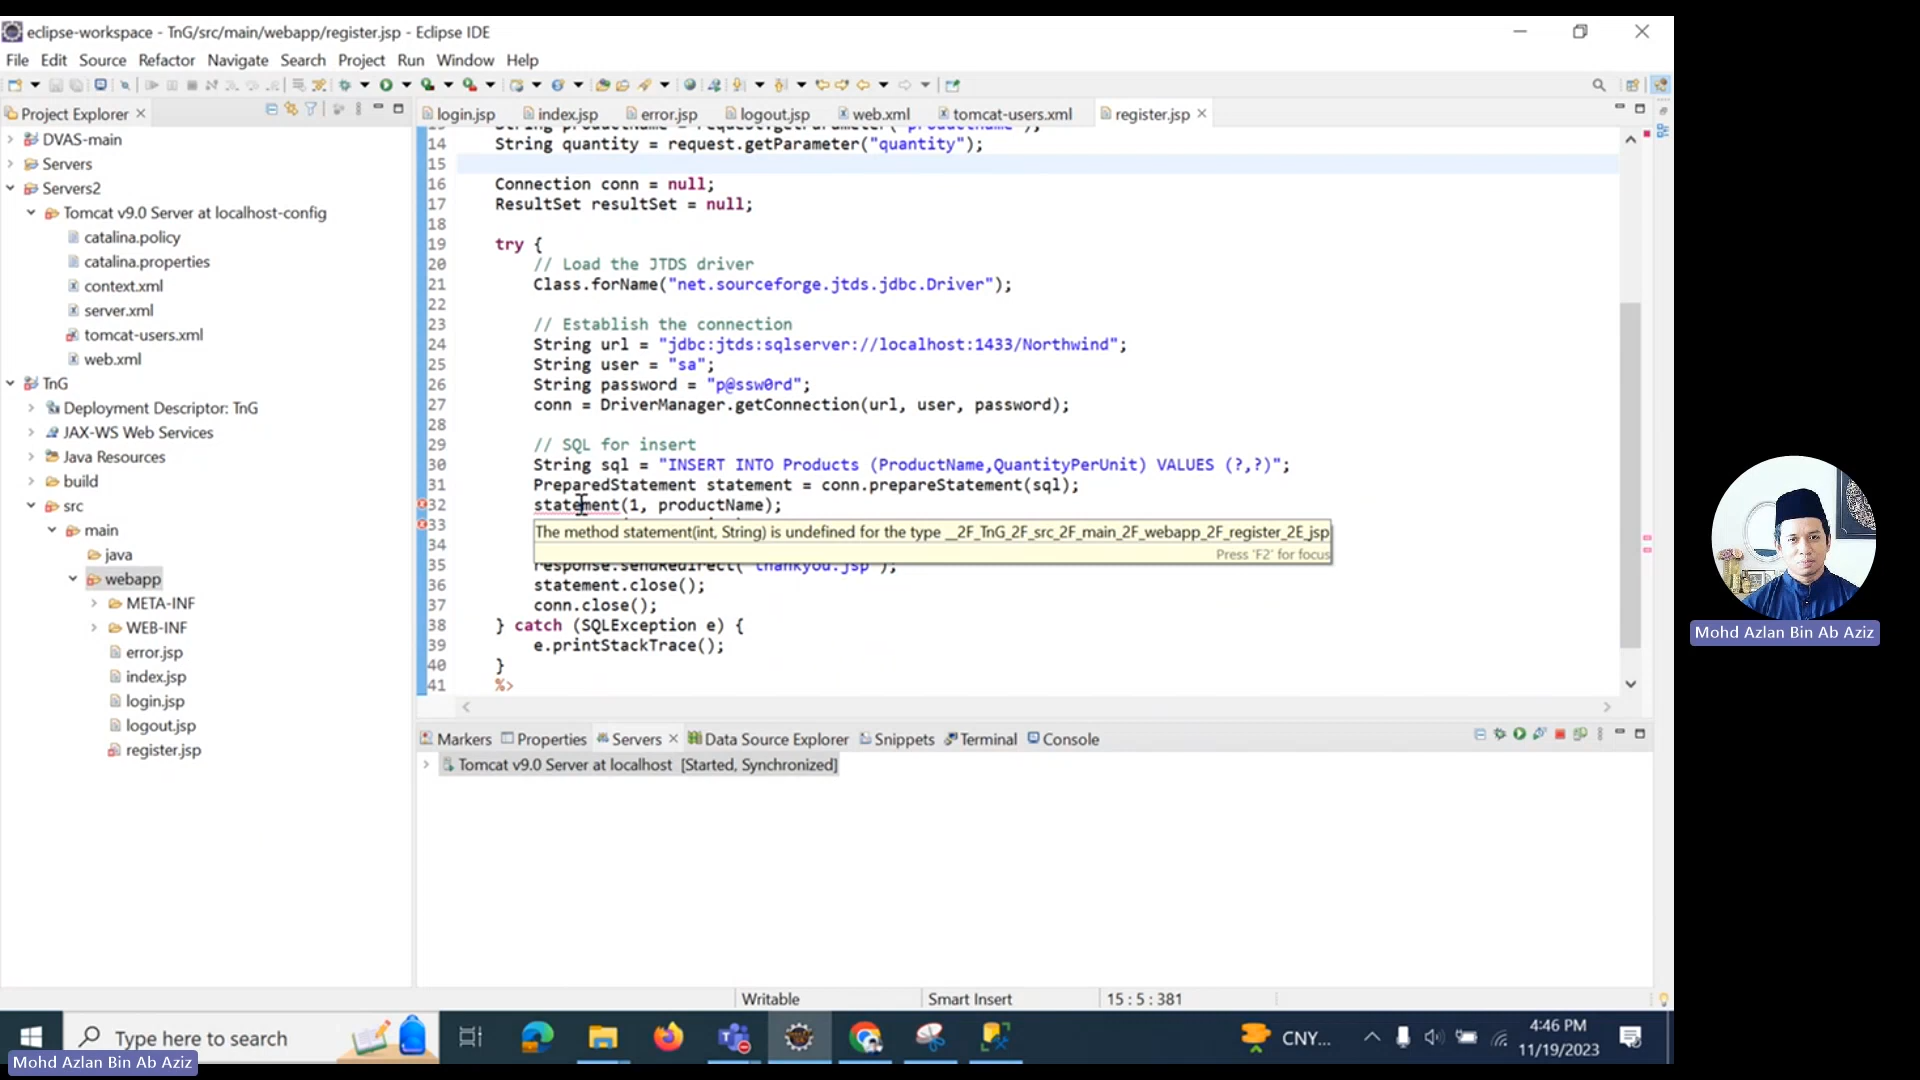 eclipse-workspace - TnG/src/main/webapp/register.jsp - Eclipse IDE
File Edit Source Refactor Navigate Search Project Run Window Help
Project Explorer
login.jsp index.jsp error.jsp logout.jsp web.xml tomcat-users.xml register.jsp
DVAS-main
Servers
Servers2
Tomcat v9.0 Server at localhost-config
catalina.policy
catalina.properties
context.xml
server.xml
tomcat-users.xml
web.xml
TnG
Deployment Descriptor: TnG
JAX-WS Web Services
Java Resources
build
src
main
java
webapp
META-INF
WEB-INF
error.jsp
index.jsp
login.jsp
logout.jsp
register.jsp
String productName = request.getParameter("productname");
14 String quantity = request.getParameter("quantity");
15
16 Connection conn = null;
17 ResultSet resultSet = null;
18
19 try {
20 // Load the JTDS driver
21 Class.forName("net.sourceforge.jtds.jdbc.Driver");
22
23 // Establish the connection
24 String url = "jdbc:jtds:sqlserver://localhost:1433/Northwind";
25 String user = "sa";
26 String password = "p@ssw0rd";
27 conn = DriverManager.getConnection(url, user, password);
28
29 // SQL for insert
30 String sql = "INSERT INTO Products (ProductName,QuantityPerUnit) VALUES (?,?)";
31 PreparedStatement statement = conn.prepareStatement(sql);
32 statement(1, productName);
33
The method statement(int, String) is undefined for the type __2F_TnG_2F_src_2F_main_2F_webapp_2F_register_2E_jsp
34
Press 'F2' for focus
35 response.sendRedirect("thankyou.jsp");
36 statement.close();
37 conn.close();
38 } catch (SQLException e) {
39 e.printStackTrace();
40 }
41 %>
Markers Properties Servers Data Source Explorer Snippets Terminal Console
Tomcat v9.0 Server at localhost [Started, Synchronized]
Writable Smart Insert 15 : 5 : 381
Type here to search
CNY...
4:46 PM
11/19/2023
Mohd Azlan Bin Ab Aziz
Mohd Azlan Bin Ab Aziz